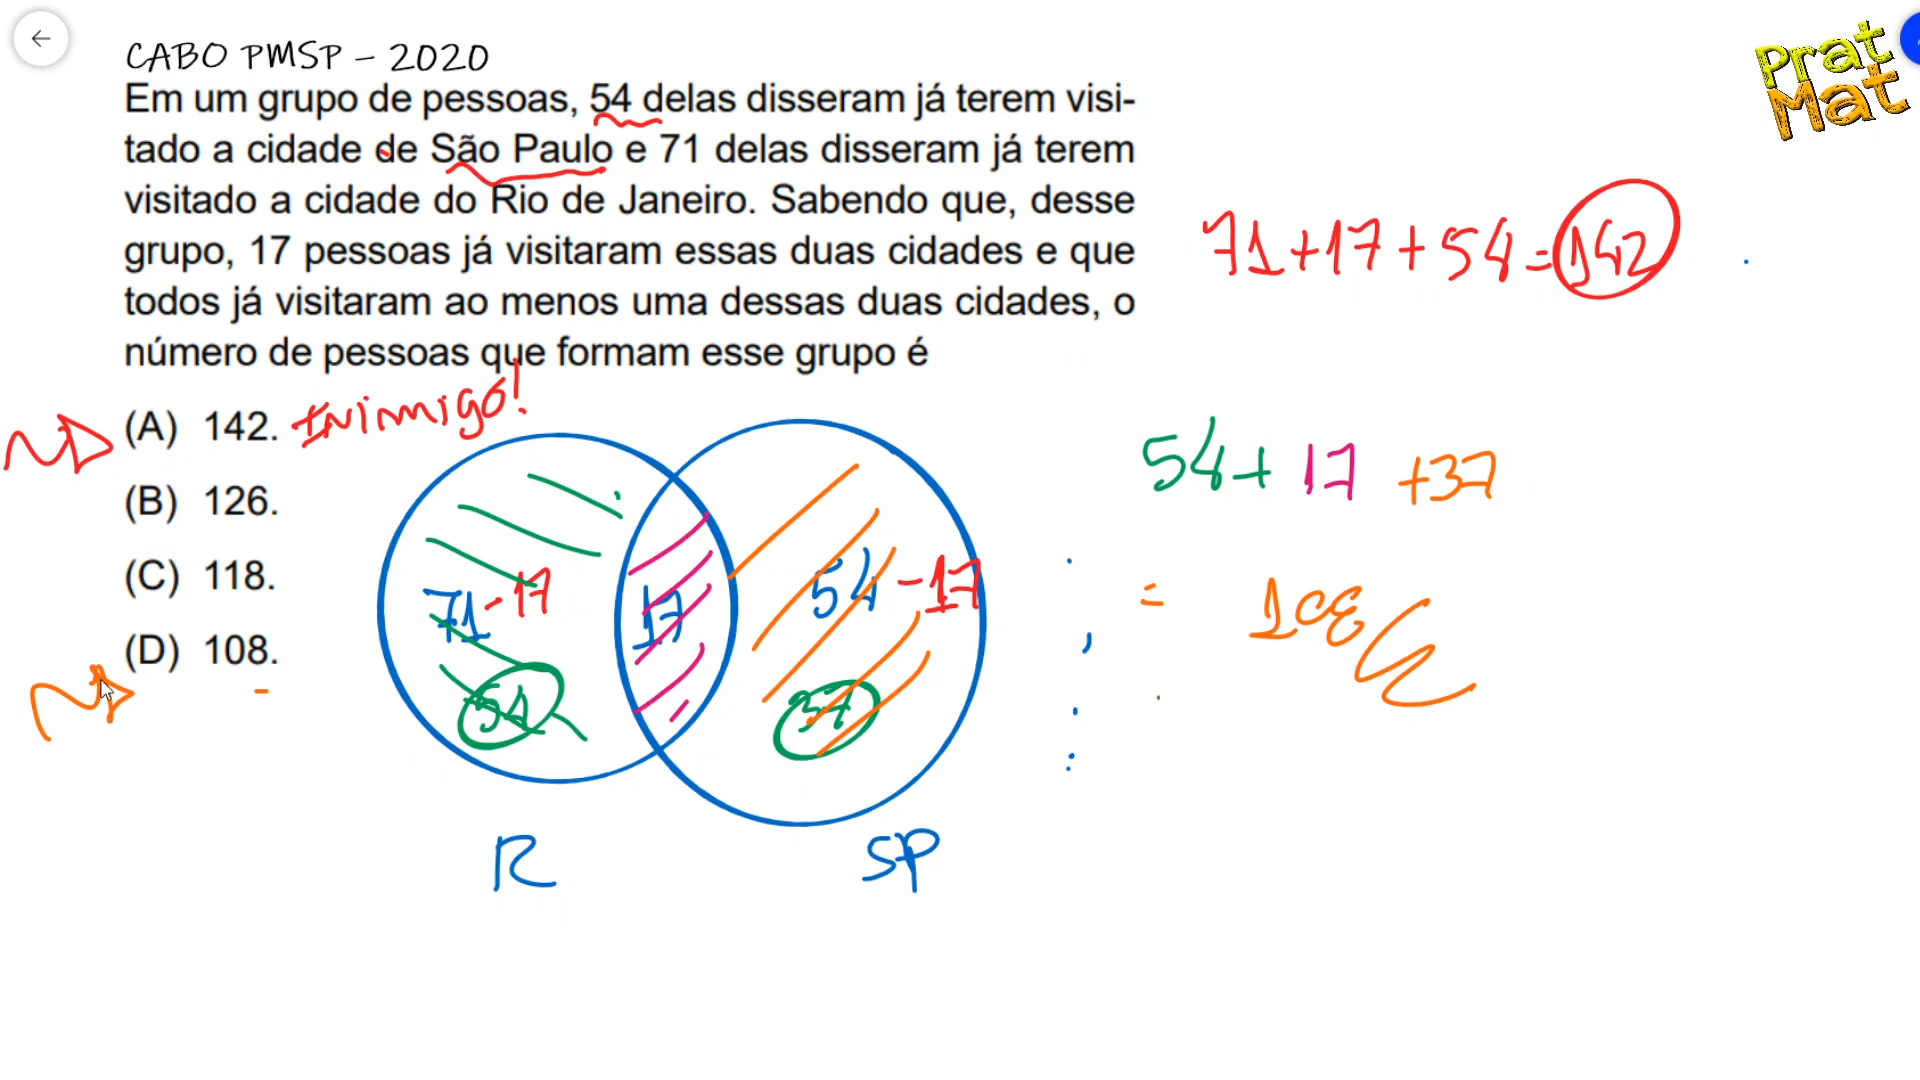 CABO PMSP - 2020
Em um grupo de pessoas, 54 delas disseram já terem visi-
tado a cidade de São Paulo e 71 delas disseram já terem
visitado a cidade do Rio de Janeiro. Sabendo que, desse
grupo, 17 pessoas já visitaram essas duas cidades e que
todos já visitaram ao menos uma dessas duas cidades, o
número de pessoas que formam esse grupo é
(A) 142. INimigo!
(B) 126.
(C) 118.
(D) 108.
Prat
Mat
71+17+54=142
54+17+37
= 108
71-17
17
54-17
54
37
R
SP